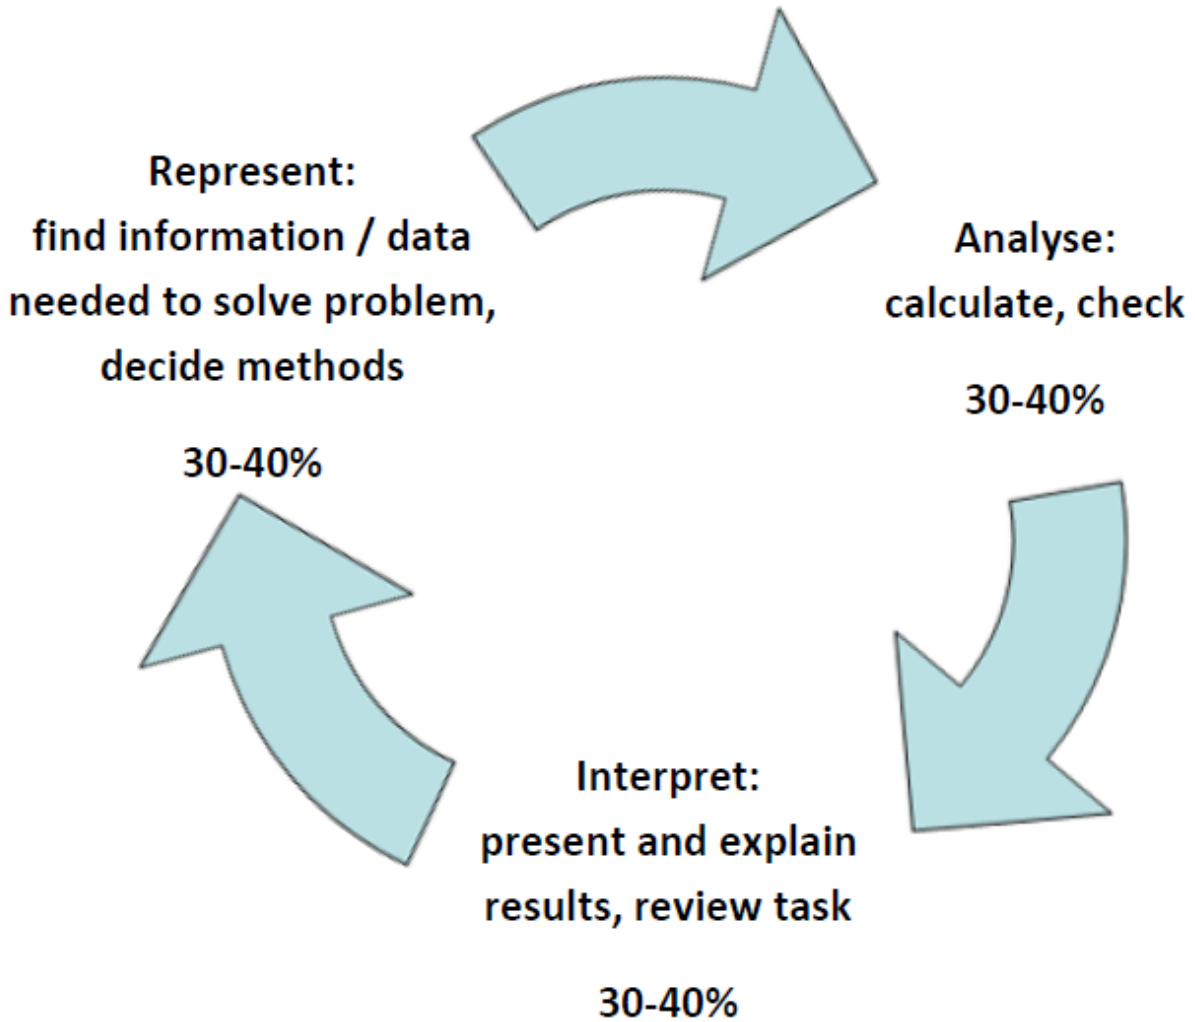 Represent:
find information / data
needed to solve problem,
decide methods
30-40%
Analyse:
calculate, check
30-40%
Interpret:
present and explain
results, review task
30-40%